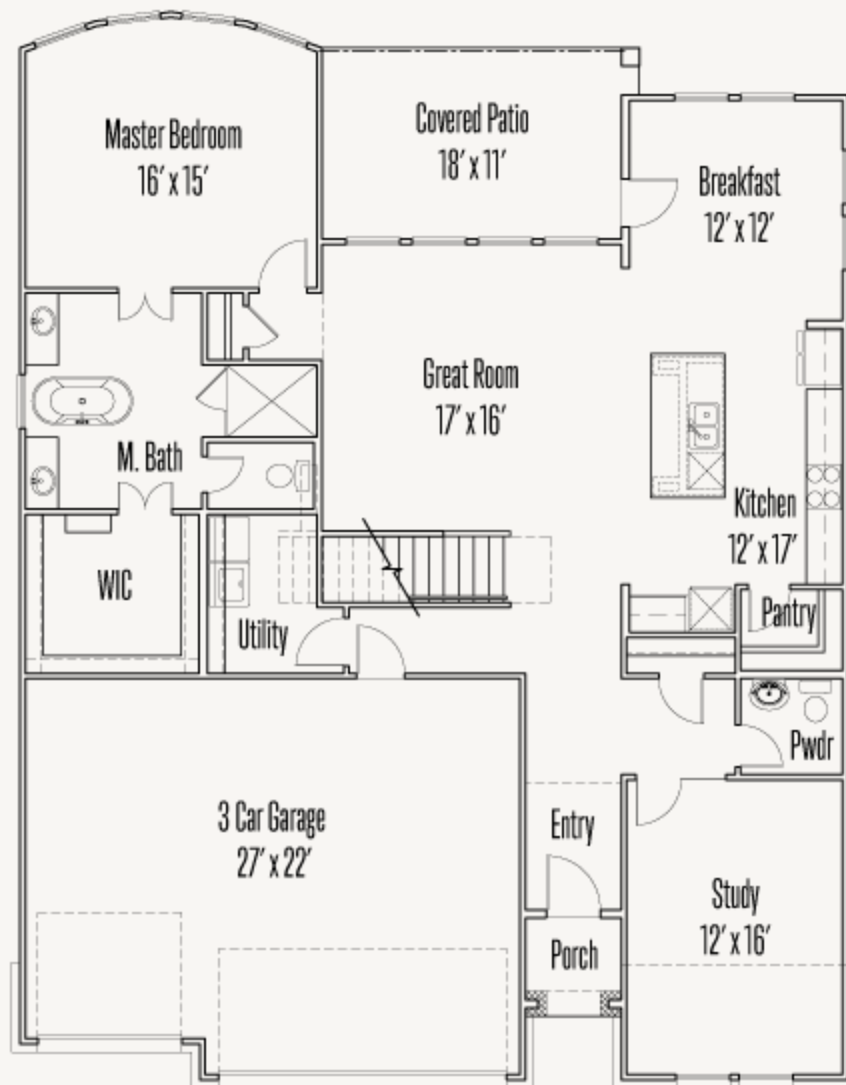 Master Bedroom
16′ x 15′
Covered Patio
18′ x 11′
Breakfast
12′ x 12′
Great Room
17′ x 16′
M. Bath
Kitchen
12′ x 17′
WIC
Utility
Pantry
Pwdr
3 Car Garage
27′ x 22′
Entry
Study
12′ x 16′
Porch